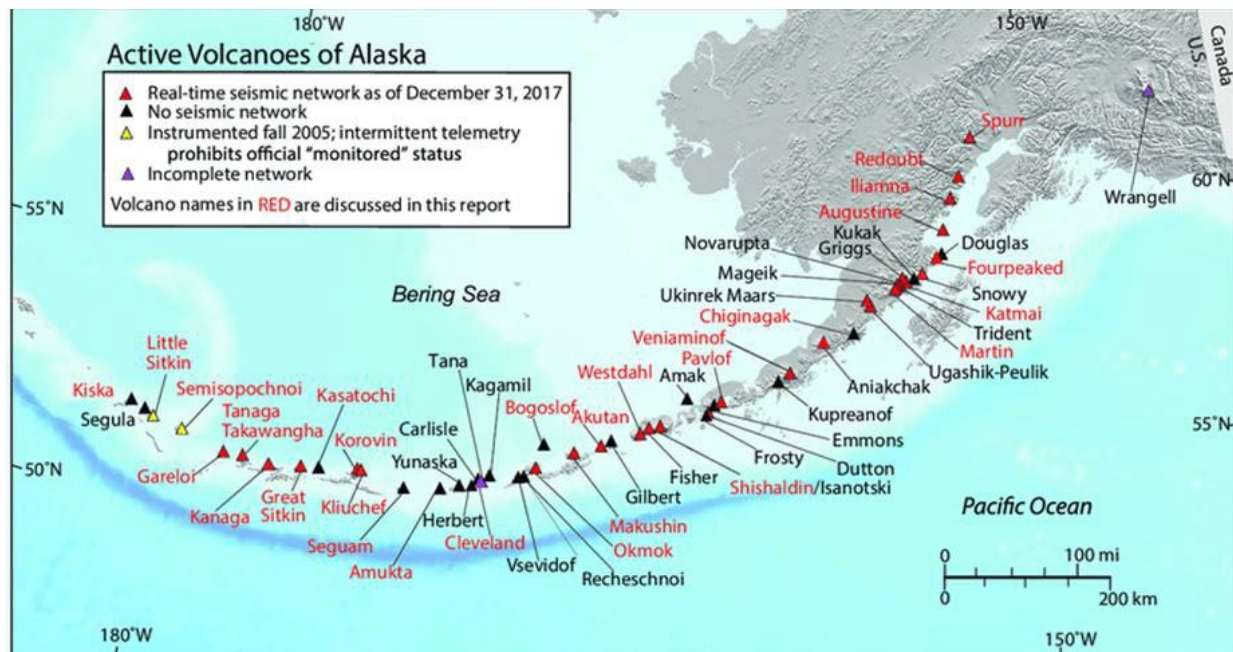 180°W
150°W
Canada
U.S.
Active Volcanoes of Alaska
Real-time seismic network as of December 31, 2017
No seismic network
Instrumented fall 2005; intermittent telemetry
prohibits official “monitored” status
Incomplete network
Volcano names in RED are discussed in this report
Spurr
Redoubt
Iliamna
Augustine
Wrangell
60°N
55°N
Kukak
Griggs
Novarupta
Douglas
Fourpeaked
Mageik
Snowy
Katmai
Ukinrek Maars
Trident
Bering Sea
Chiginagak
Martin
Veniaminof
Ugashik-Peulik
Pavlof
Aniakchak
Little
Sitkin
Tana
Westdahl
Amak
Kiska
Semisopochnoi
Kagamil
Kupreanof
55°N
Segula
Tanaga
Takawangha
Kasatochi
Bogoslof
Akutan
Emmons
Carlisle
Korovin
Frosty
Dutton
50°N
Gareloi
Yunaska
Fisher
Great
Sitkin
Kliuchef
Gilbert
Shishaldin/Isanotski
Kanaga
Herbert
Makushin
Pacific Ocean
Seguam
Cleveland
Okmok
Amukta
Vsevidof
Recheschnoi
0
100 mi
0
200 km
180°W
150°W